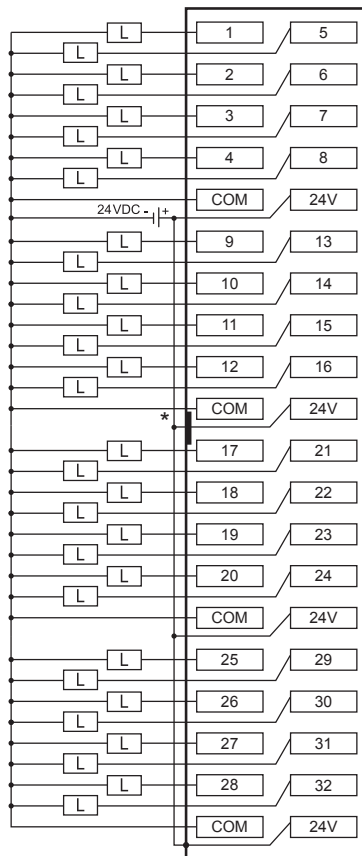 L 1 5
L
L 2 6
L
L 3 7
L
L 4 8
L
COM 24V
24VDC - +
L 9 13
L
L 10 14
L
L 11 15
L
L 12 16
L
COM 24V
*
L 17 21
L
L 18 22
L
L 19 23
L
L 20 24
L
COM 24V
L 25 29
L
L 26 30
L
L 27 31
L
L 28 32
L
COM 24V